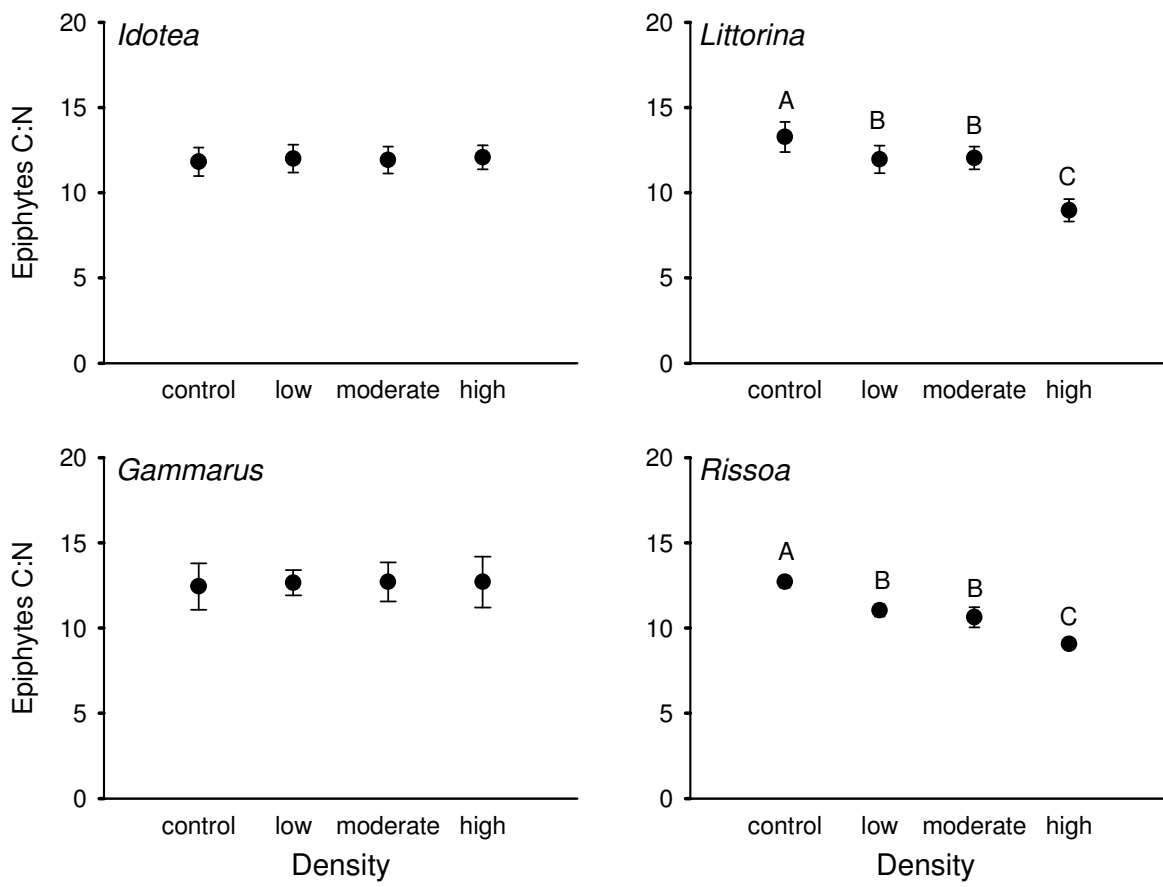 Idotea
Epiphytes C:N
20
15
10
5
0
control low moderate high
Littorina
20
15
10
5
0
A
B
B
C
control low moderate high
Gammarus
Epiphytes C:N
20
15
10
5
0
control low moderate high
Density
Rissoa
20
15
10
5
0
A
B
B
C
control low moderate high
Density